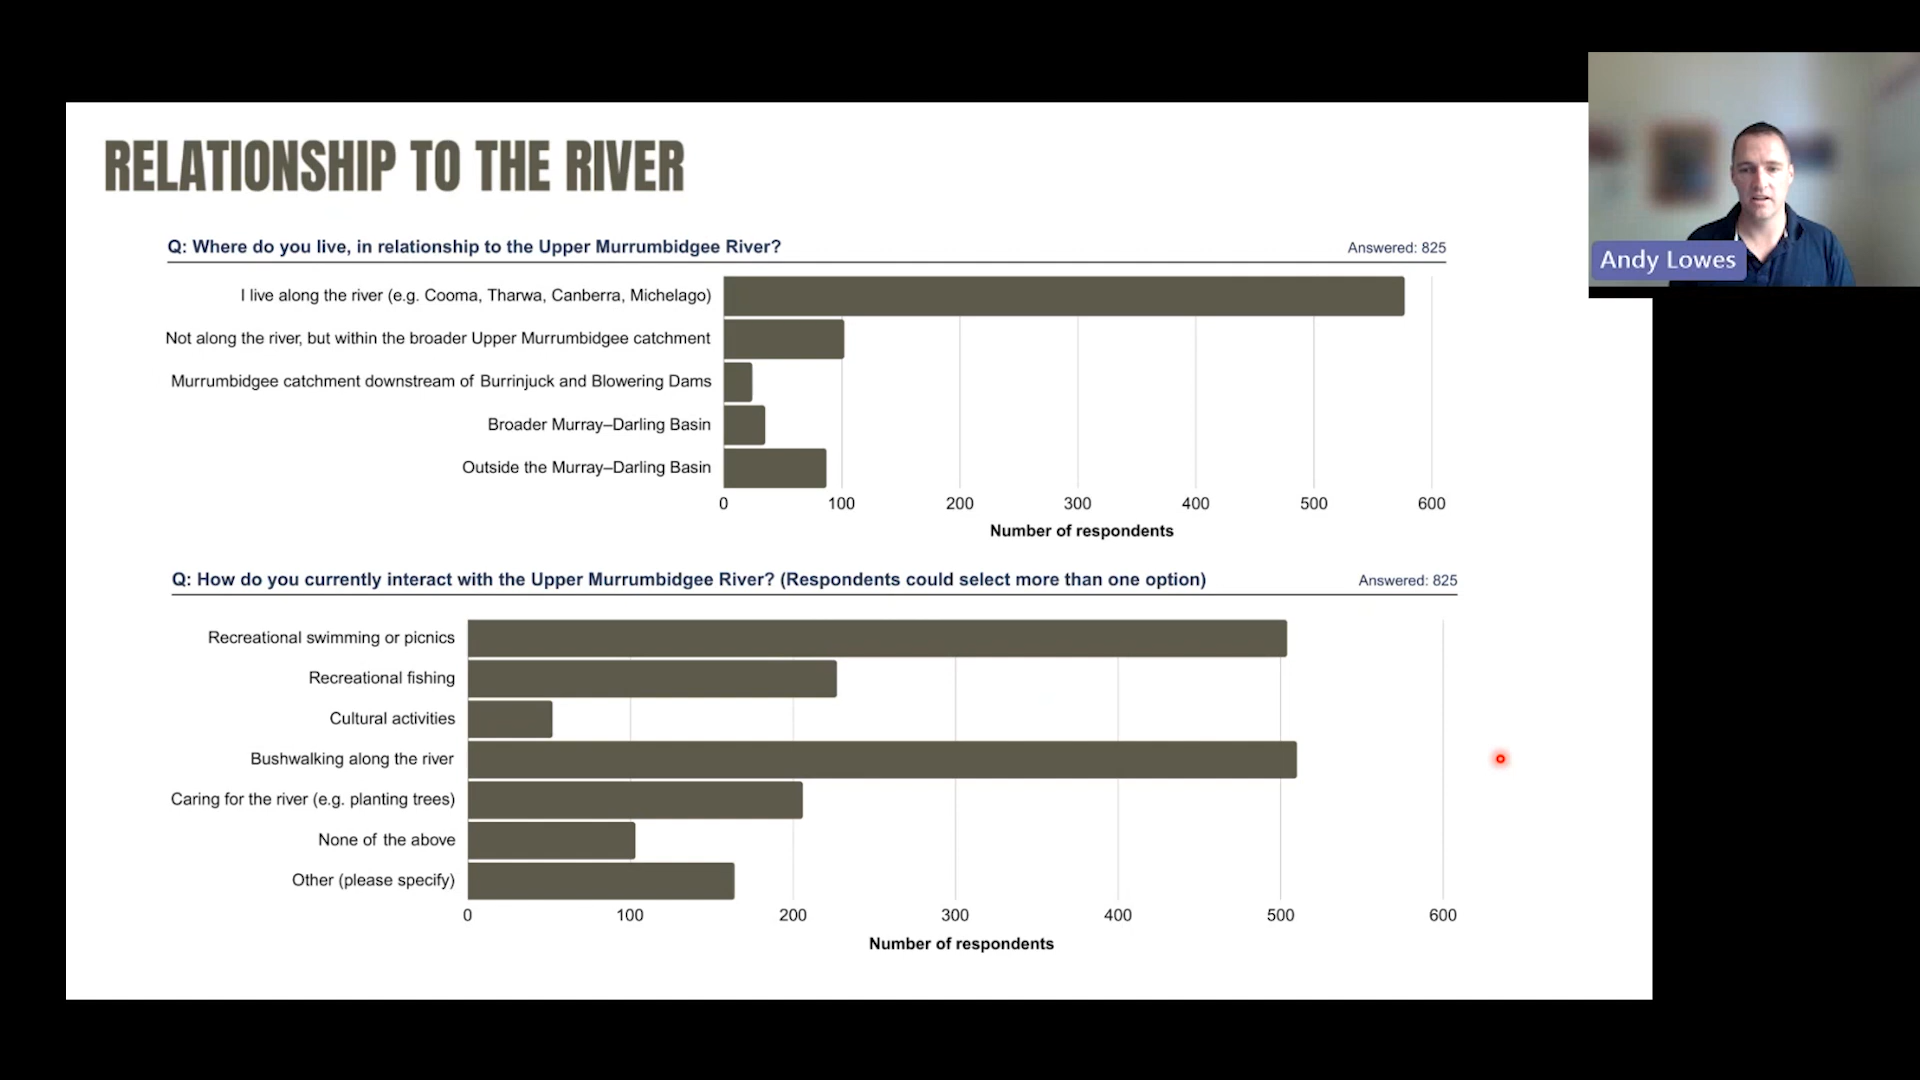 RELATIONSHIP TO THE RIVER
Andy Lowes
Q: Where do you live, in relationship to the Upper Murrumbidgee River?
Answered: 825
I live along the river (e.g. Cooma, Tharwa, Canberra, Michelago)
Not along the river, but within the broader Upper Murrumbidgee catchment
Murrumbidgee catchment downstream of Burrinjuck and Blowering Dams
Broader Murray–Darling Basin
Outside the Murray–Darling Basin
0 100 200 300 400 500 600
Number of respondents
Q: How do you currently interact with the Upper Murrumbidgee River? (Respondents could select more than one option)
Answered: 825
Recreational swimming or picnics
Recreational fishing
Cultural activities
Bushwalking along the river
Caring for the river (e.g. planting trees)
None of the above
Other (please specify)
0 100 200 300 400 500 600
Number of respondents